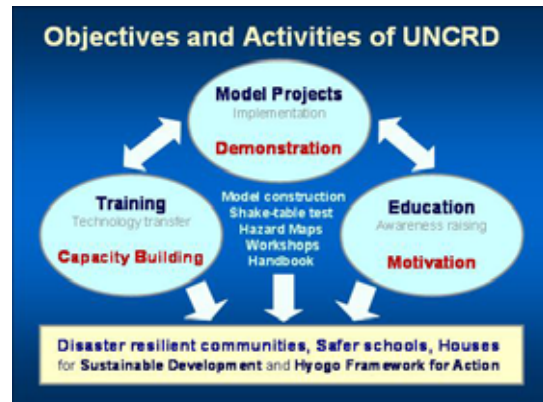 Objectives and Activities of UNCRD
Model Projects
Implementation
Demonstration
Training
Technology transfer
Capacity Building
Model construction
Shake-table test
Hazard Maps
Workshops
Handbook
Education
Awareness raising
Motivation
Disaster resilient communities, Safer schools, Houses
for Sustainable Development and Hyogo Framework for Action